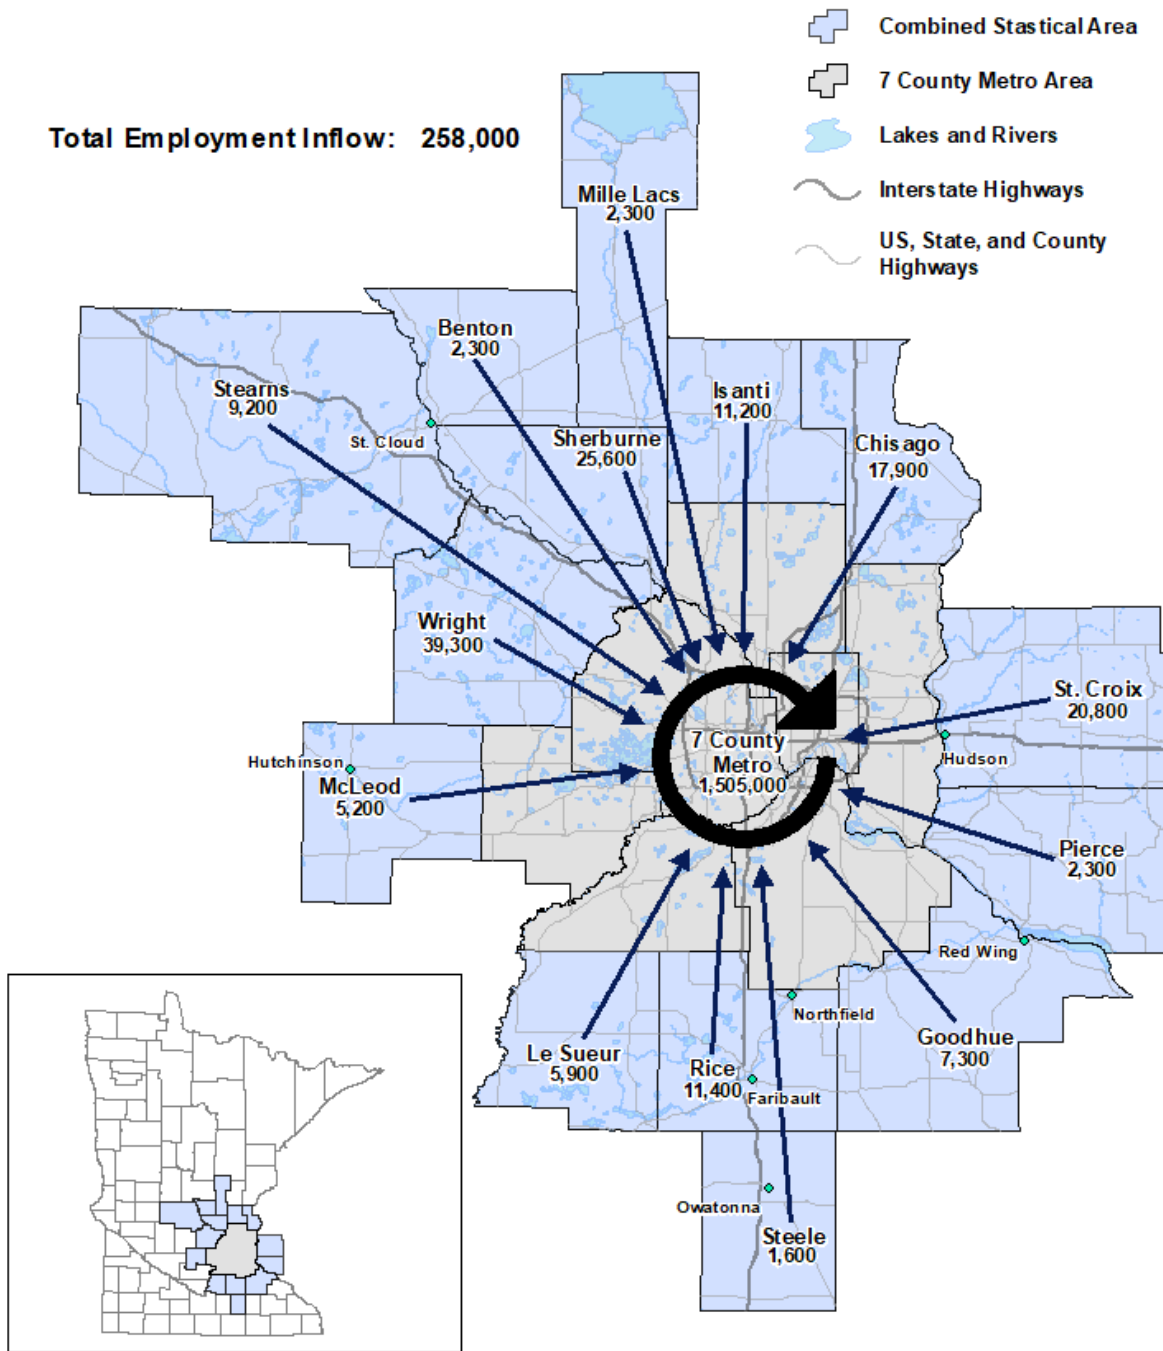 Combined Stastical Area
7 County Metro Area
Lakes and Rivers
Interstate Highways
US, State, and County
Highways
Total Employment Inflow: 258,000
Mille Lacs
2,300
Benton
2,300
Stearns
9,200
St. Cloud
Sherburne
25,600
Isanti
11,200
Chisago
17,900
Wright
39,300
St. Croix
20,800
Hudson
7 County
Metro
1,505,000
Hutchinson
McLeod
5,200
Pierce
2,300
Red Wing
Northfield
Goodhue
7,300
Le Sueur
5,900
Rice
11,400
Faribault
Owatonna
Steele
1,600